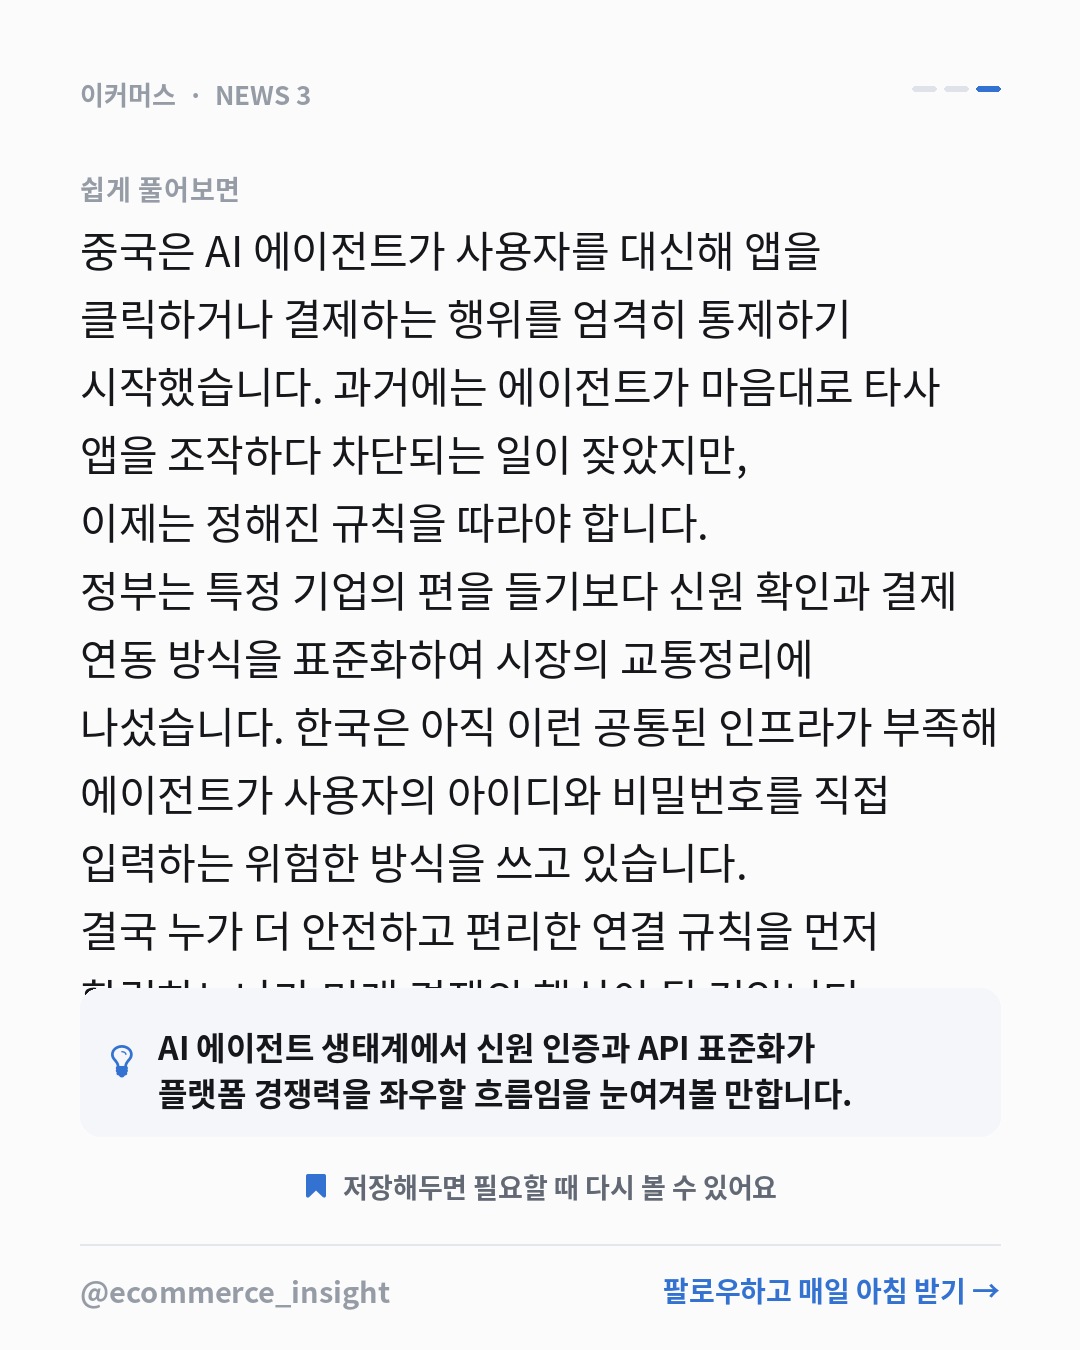 이커머스 · NEWS 3
쉽게 풀어보면
중국은 AI 에이전트가 사용자를 대신해 앱을
클릭하거나 결제하는 행위를 엄격히 통제하기
시작했습니다. 과거에는 에이전트가 마음대로 타사
앱을 조작하다 차단되는 일이 잦았지만,
이제는 정해진 규칙을 따라야 합니다.
정부는 특정 기업의 편을 들기보다 신원 확인과 결제
연동 방식을 표준화하여 시장의 교통정리에
나섰습니다. 한국은 아직 이런 공통된 인프라가 부족해
에이전트가 사용자의 아이디와 비밀번호를 직접
입력하는 위험한 방식을 쓰고 있습니다.
결국 누가 더 안전하고 편리한 연결 규칙을 먼저
AI 에이전트 생태계에서 신원 인증과 API 표준화가
플랫폼 경쟁력을 좌우할 흐름임을 눈여겨볼 만합니다.
저장해두면 필요할 때 다시 볼 수 있어요
@ecommerce_insight
팔로우하고 매일 아침 받기 →